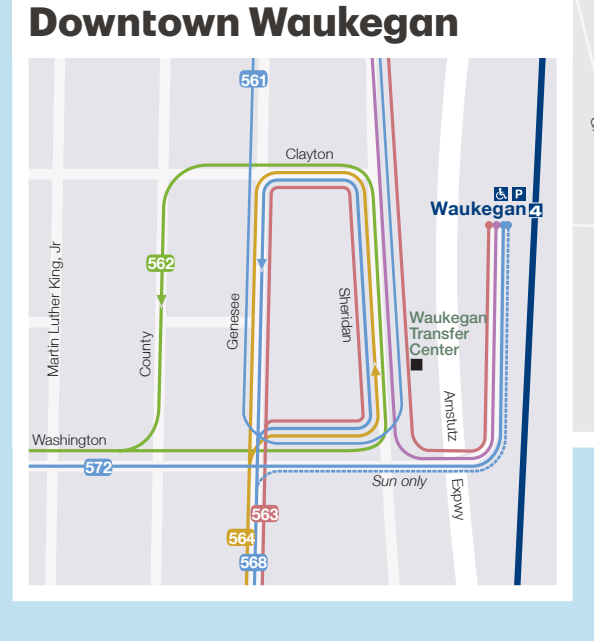 Downtown Waukegan
561
Clayton
P
Waukegan 4
562
Martin Luther King, Jr
County
Genesee
Sheridan
Waukegan
Transfer
Center
Amstutz
Expwy
Washington
572
Sun only
563
564
568